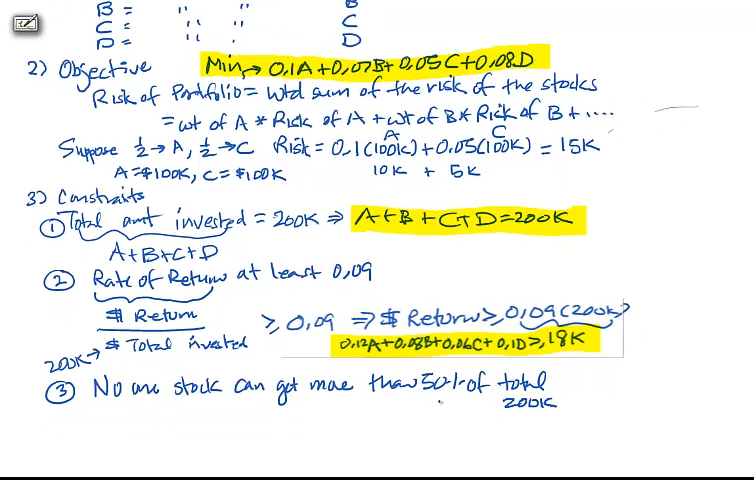 B = " " B
C = " " C
D = " " D
2) Objective Min → 0.1A+0.07B+0.05C+0.08D
Risk of Portfolio = Wtd sum of the risk of the stocks
= wt of A * Risk of A + wt of B * Risk of B + ....
Suppose ½→A, ½→C Risk = 0.1(100K) + 0.05(100K) = 15K
A C
A=$100K, C=$100K 10K + 5K
3) Constraints
① Total amt invested = 200K ⇒ A+B+C+D=200K
A+B+C+D
② Rate of Return at least 0.09
$ Return
$ Total invested
200K→
≥ 0.09 ⇒ $ Return ≥ 0.09(200K)
0.12A+0.08B+0.06C+0.1D ≥ 18K
③ No one stock can get more than 50% of total
200K